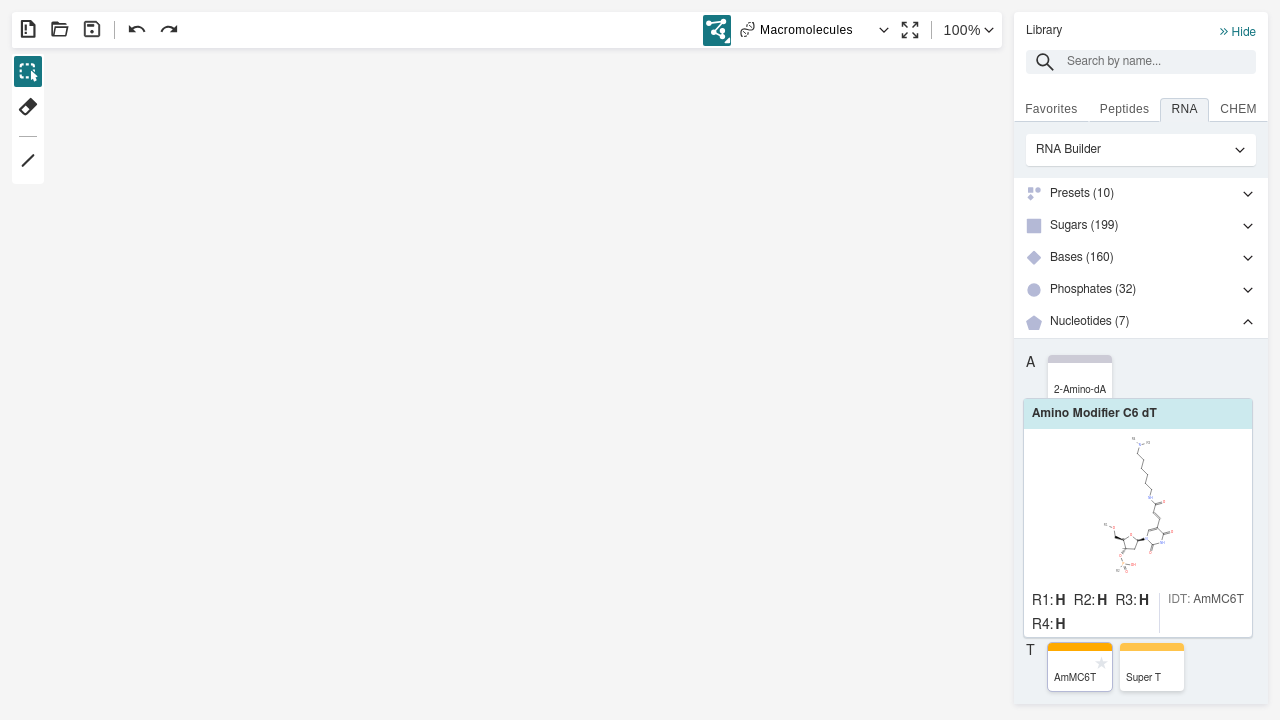 Macromolecules
100%
Library
Hide
Search by name...
Favorites
Peptides
RNA
CHEM
RNA Builder
Presets (10)
Sugars (199)
Bases (160)
Phosphates (32)
Nucleotides (7)
A
2-Amino-dA
Amino Modifier C6 dT
R1: H R2: H R3: H
R4: H
IDT: AmMC6T
T
AmMC6T
Super T